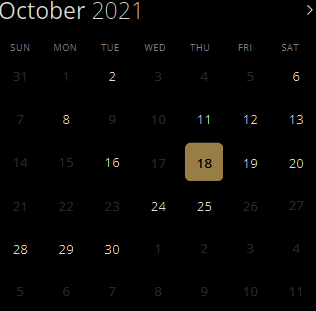 October 2021
SUN MON TUE WED THU FRI SAT
31 1 2 3 4 5 6
7 8 9 10 11 12 13
14 15 16 17 18 19 20
21 22 23 24 25 26 27
28 29 30 1 2 3 4
5 6 7 8 9 10 11